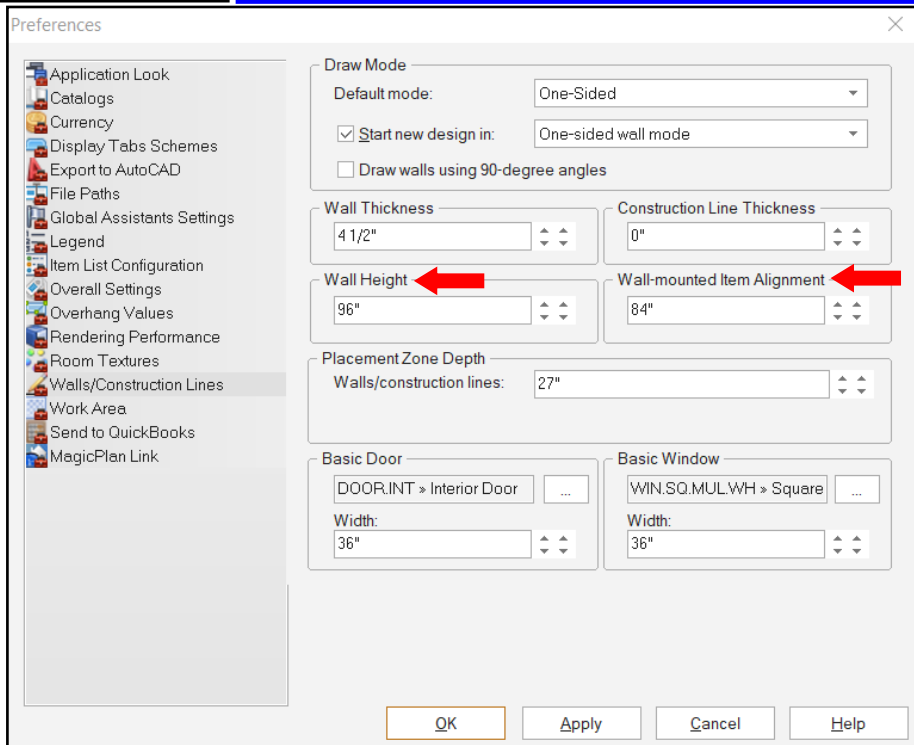 Preferences
Application Look
Catalogs
Currency
Display Tabs Schemes
Export to AutoCAD
File Paths
Global Assistants Settings
Legend
Item List Configuration
Overall Settings
Overhang Values
Rendering Performance
Room Textures
Walls/Construction Lines
Work Area
Send to QuickBooks
MagicPlan Link
Draw Mode
Default mode: One-Sided
Start new design in: One-sided wall mode
Draw walls using 90-degree angles
Wall Thickness
4 1/2"
Construction Line Thickness
0"
Wall Height
96"
Wall-mounted Item Alignment
84"
Placement Zone Depth
Walls/construction lines: 27"
Basic Door
DOOR.INT » Interior Door ...
Width:
36"
Basic Window
WIN.SQ.MUL.WH » Square ...
Width:
36"
OK Apply Cancel Help